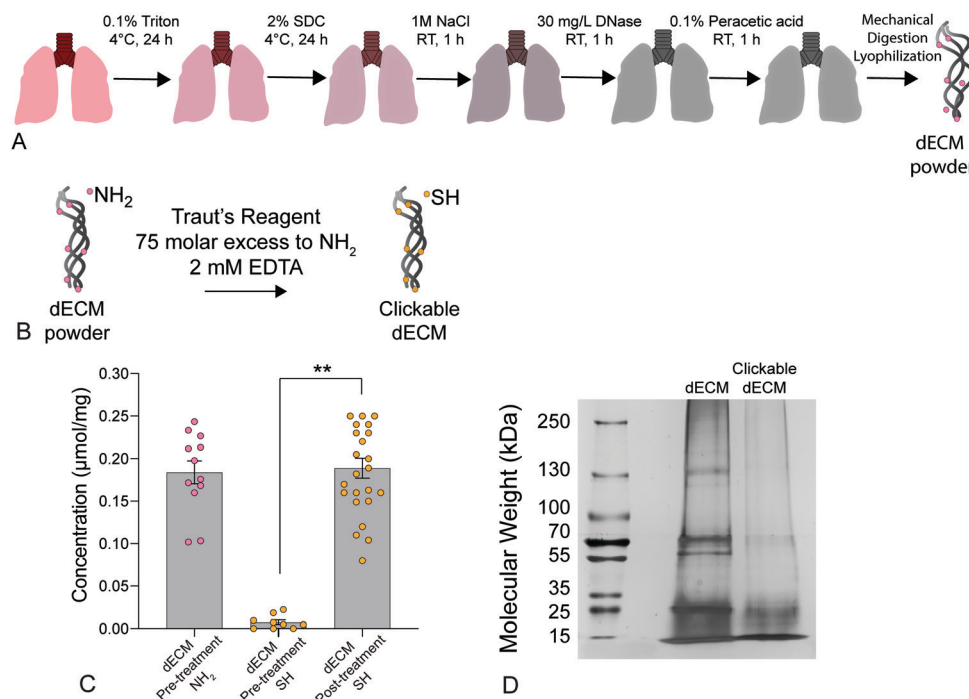 0.1% Triton
4°C, 24 h
2% SDC
4°C, 24 h
1M NaCl
RT, 1 h
30 mg/L DNase
RT, 1 h
0.1% Peracetic acid
RT, 1 h
Mechanical
Digestion
Lyophilization
dECM
powder
A
NH₂
Traut's Reagent
75 molar excess to NH₂
2 mM EDTA
SH
dECM
powder
Clickable
dECM
B
Concentration (µmol/mg)
0.30
0.25
0.20
0.15
0.10
0.05
0.00
**
dECM
Pre-treatment
NH₂
dECM
Pre-treatment
SH
dECM
Post-treatment
SH
C
Molecular Weight (kDa)
dECM
Clickable
dECM
250
130
100
70
55
35
25
15
D